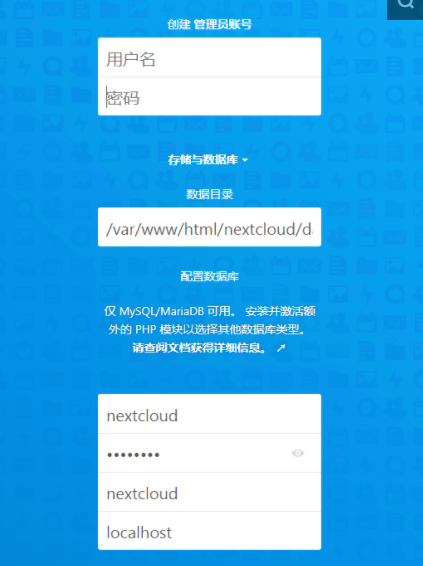 创建 管理员账号
用户名
密码
存储与数据库
数据目录
/var/www/html/nextcloud/da
配置数据库
仅 MySQL/MariaDB 可用。 安装并激活额
外的 PHP 模块以选择其他数据库类型。
请查阅文档获得详细信息。 ↗
nextcloud
••••••••
nextcloud
localhost